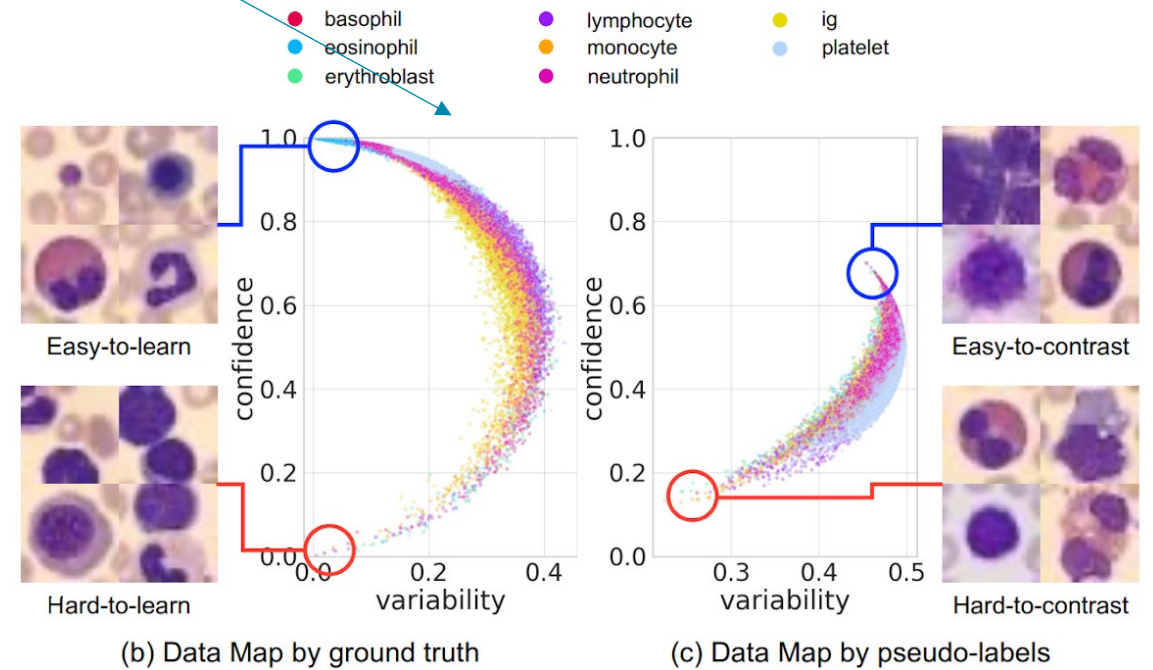 basophil
eosinophil
erythroblast
lymphocyte
monocyte
neutrophil
ig
platelet
Easy-to-learn
Hard-to-learn
confidence
1.0
0.8
0.6
0.4
0.2
0.0
0.0 0.2 0.4
variability
(b) Data Map by ground truth
confidence
1.0
0.8
0.6
0.4
0.2
0.0
0.3 0.4 0.5
variability
(c) Data Map by pseudo-labels
Easy-to-contrast
Hard-to-contrast